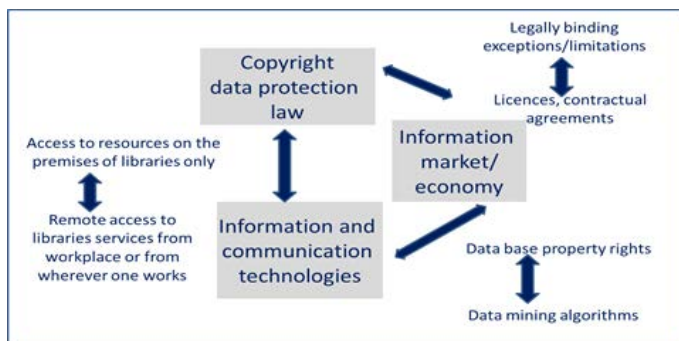 Legally binding
exceptions/limitations
Copyright
data protection
law
Licences, contractual
agreements
Access to resources on the
premises of libraries only
Information
market/
economy
Remote access to
libraries services from
workplace or from
wherever one works
Information and
communication
technologies
Data base property rights
Data mining algorithms